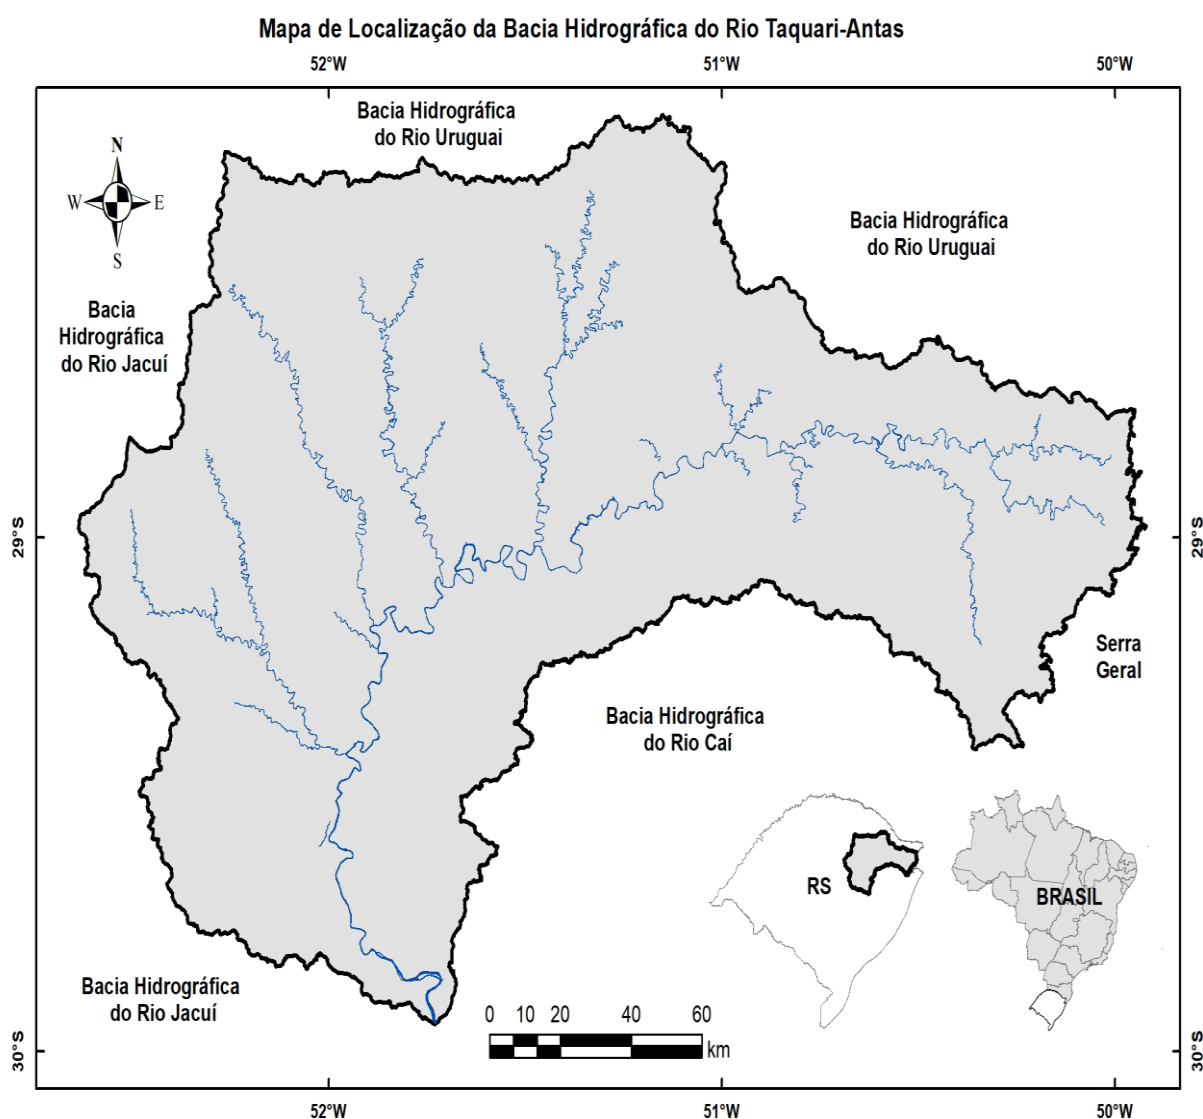 Mapa de Localização da Bacia Hidrográfica do Rio Taquari-Antas
52°W
51°W
50°W
Bacia Hidrográfica
do Rio Uruguai
N
W
E
S
Bacia Hidrográfica
do Rio Uruguai
Bacia
Hidrográfica
do Rio Jacuí
29°S
29°S
Serra
Geral
Bacia Hidrográfica
do Rio Caí
RS
BRASIL
Bacia Hidrográfica
do Rio Jacuí
0 10 20 40 60
km
30°S
30°S
52°W
51°W
50°W